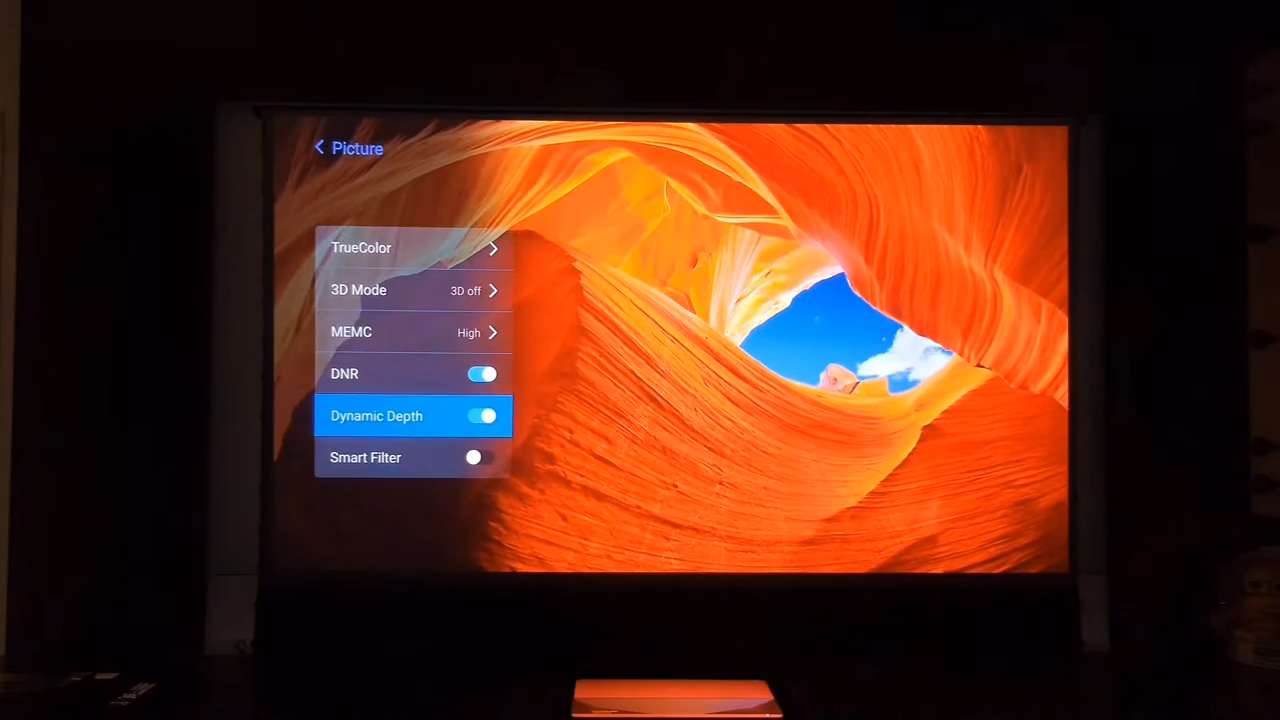 Picture
TrueColor
3D Mode 3D off
MEMC High
DNR
Dynamic Depth
Smart Filter